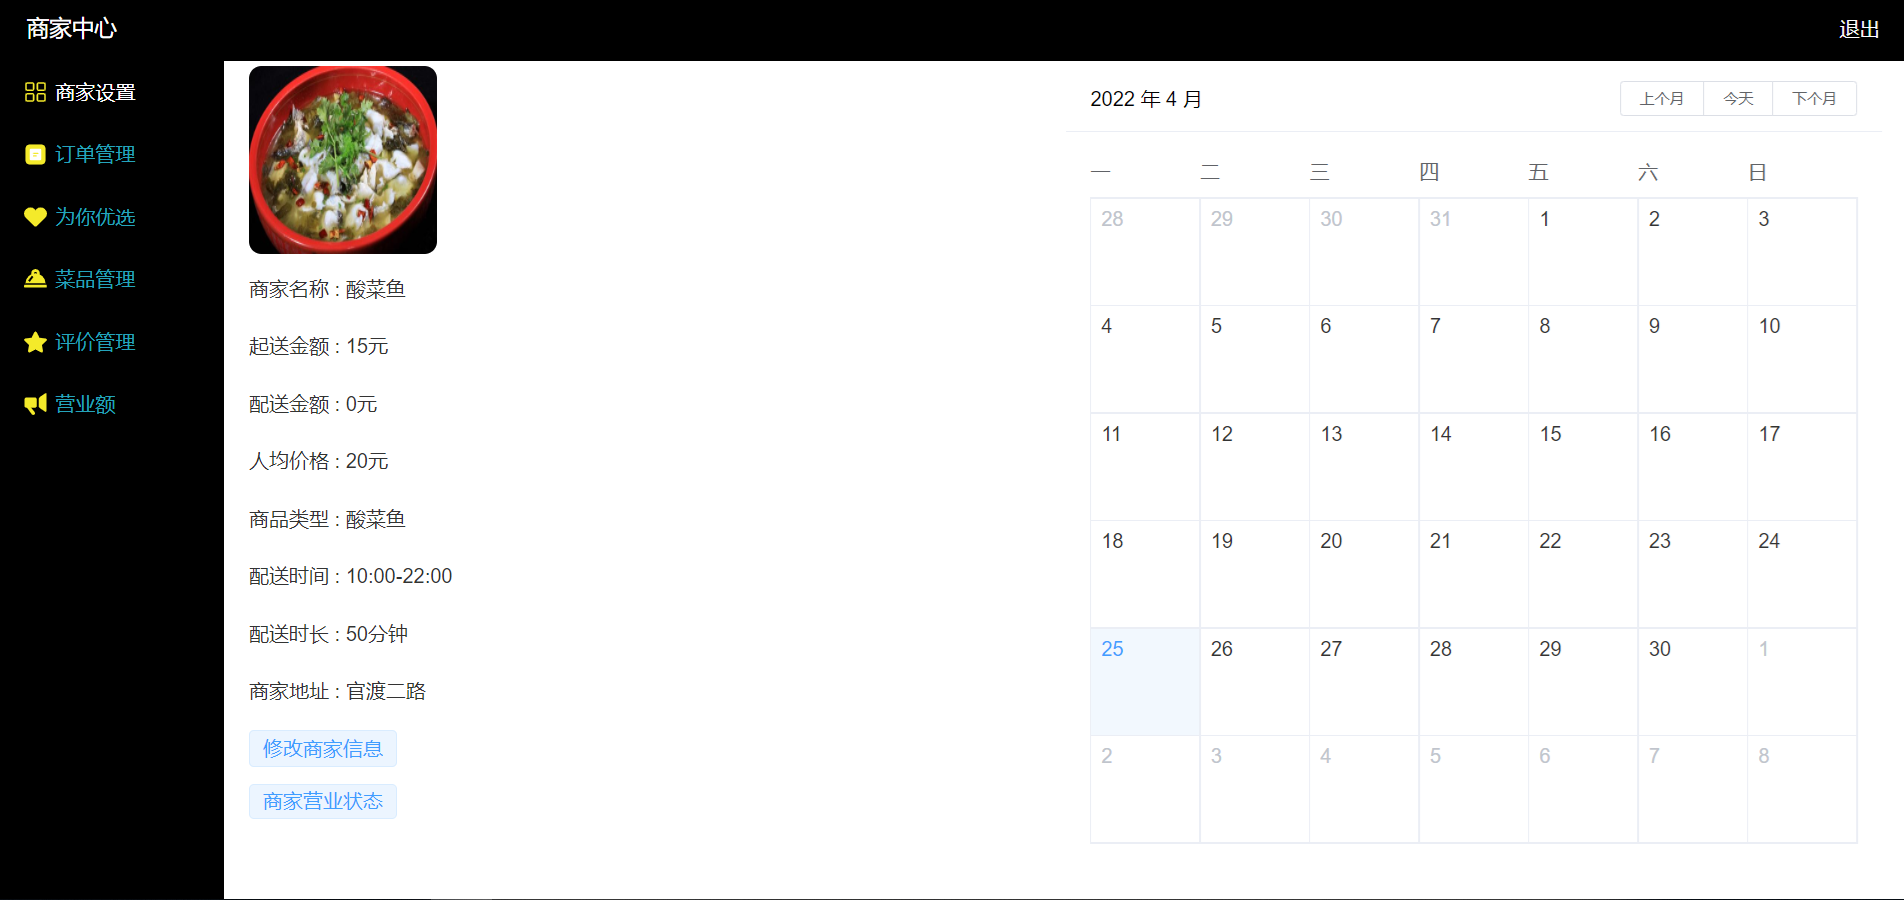 商家中心
退出
商家设置
订单管理
为你优选
菜品管理
评价管理
营业额
商家名称 : 酸菜鱼
起送金额 : 15元
配送金额 : 0元
人均价格 : 20元
商品类型 : 酸菜鱼
配送时间 : 10:00-22:00
配送时长 : 50分钟
商家地址 : 官渡二路
修改商家信息
商家营业状态
2022 年 4 月
上个月 今天 下个月
一 二 三 四 五 六 日
28 29 30 31 1 2 3
4 5 6 7 8 9 10
11 12 13 14 15 16 17
18 19 20 21 22 23 24
25 26 27 28 29 30 1
2 3 4 5 6 7 8